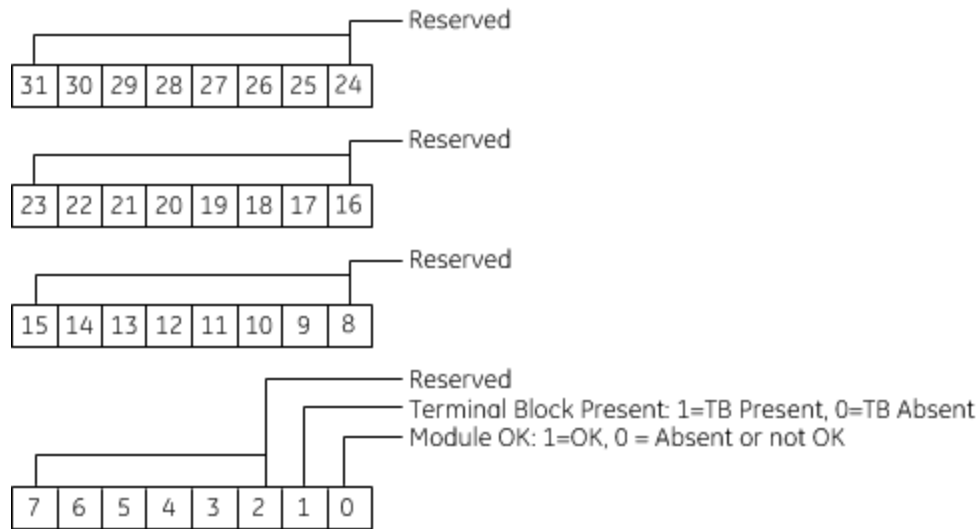 Reserved
31 30 29 28 27 26 25 24
Reserved
23 22 21 20 19 18 17 16
Reserved
15 14 13 12 11 10 9 8
Reserved
Terminal Block Present: 1=TB Present, 0=TB Absent
Module OK: 1=OK, 0 = Absent or not OK
7 6 5 4 3 2 1 0